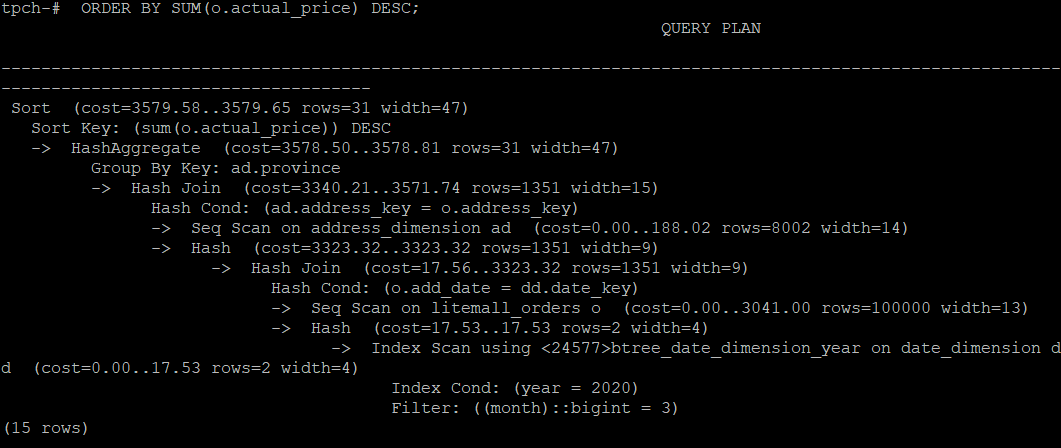 tpch-#  ORDER BY SUM(o.actual_price) DESC;
QUERY PLAN
----------------------------------------------------------------------------------------------------------
-------------------------------------
Sort  (cost=3579.58..3579.65 rows=31 width=47)
Sort Key: (sum(o.actual_price)) DESC
->  HashAggregate  (cost=3578.50..3578.81 rows=31 width=47)
Group By Key: ad.province
->  Hash Join  (cost=3340.21..3571.74 rows=1351 width=15)
Hash Cond: (ad.address_key = o.address_key)
->  Seq Scan on address_dimension ad  (cost=0.00..188.02 rows=8002 width=14)
->  Hash  (cost=3323.32..3323.32 rows=1351 width=9)
->  Hash Join  (cost=17.56..3323.32 rows=1351 width=9)
Hash Cond: (o.add_date = dd.date_key)
->  Seq Scan on litemall_orders o  (cost=0.00..3041.00 rows=100000 width=13)
->  Hash  (cost=17.53..17.53 rows=2 width=4)
->  Index Scan using <24577>btree_date_dimension_year on date_dimension d
d  (cost=0.00..17.53 rows=2 width=4)
Index Cond: (year = 2020)
Filter: ((month)::bigint = 3)
(15 rows)